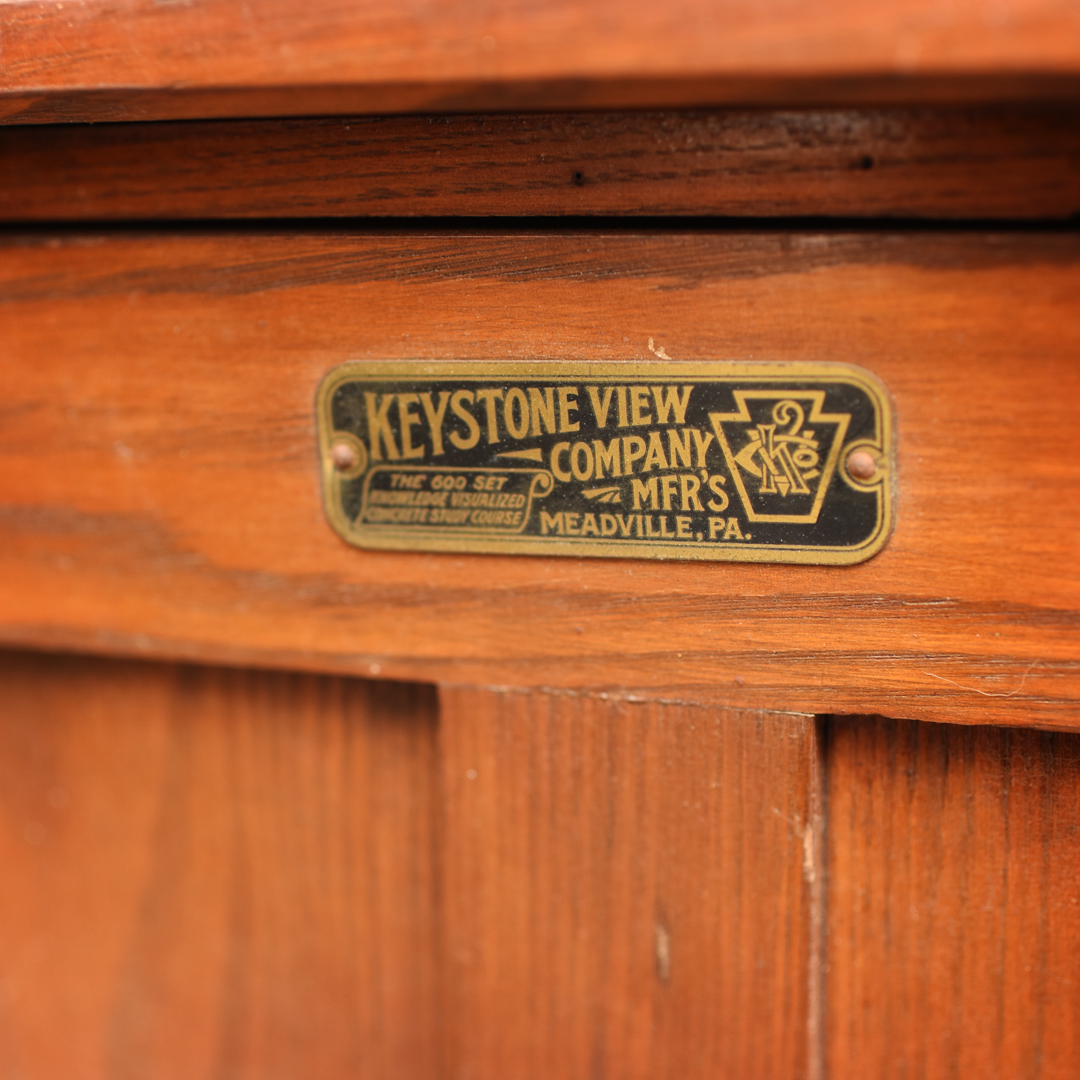 KEYSTONE VIEW
COMPANY
MFR'S
MEADVILLE, PA.
THE 600 SET
KNOWLEDGE VISUALIZED
CONCRETE STUDY COURSE